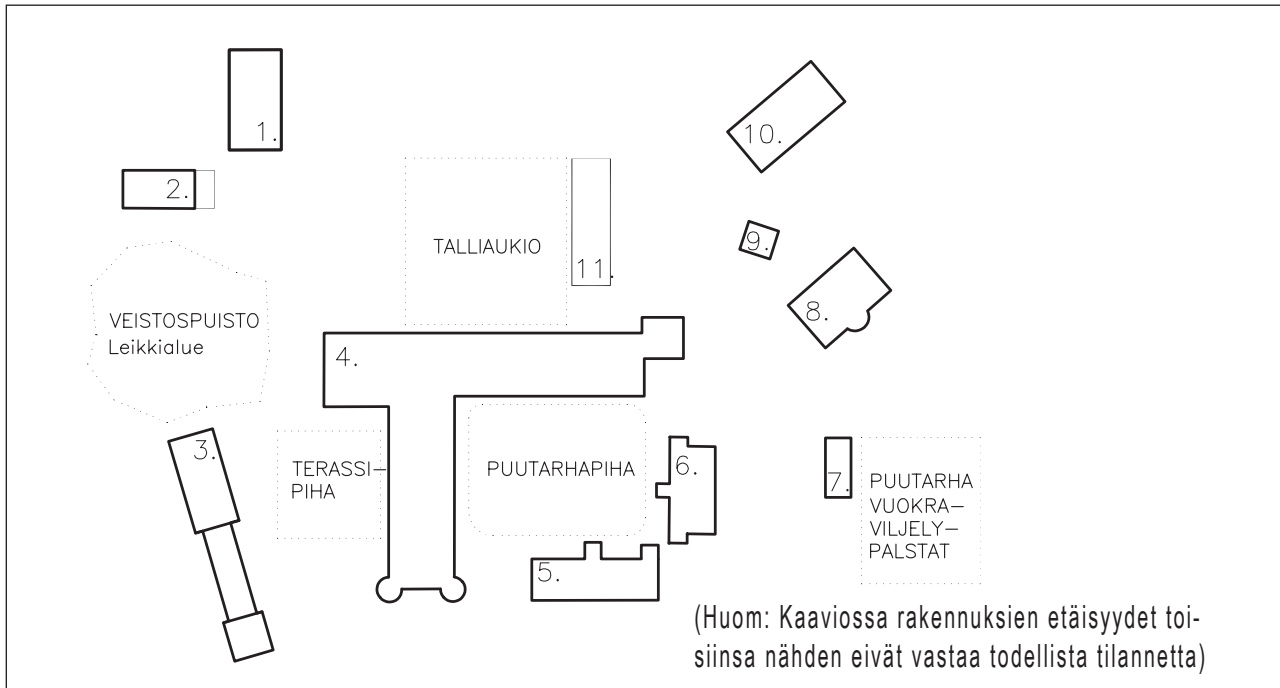 1.
10.
2.
9.
TALLIAUKIO
11.
8.
VEISTOSPUISTO
Leikkialue
4.
3.
6.
TERASSI–
PIHA
PUUTARHAPIHA
7.
PUUTARHA
VUOKRA–
VILJELY–
PALSTAT
5.
(Huom: Kaaviossa rakennuksien etäisyydet toi-
siinsa nähden eivät vastaa todellista tilannetta)